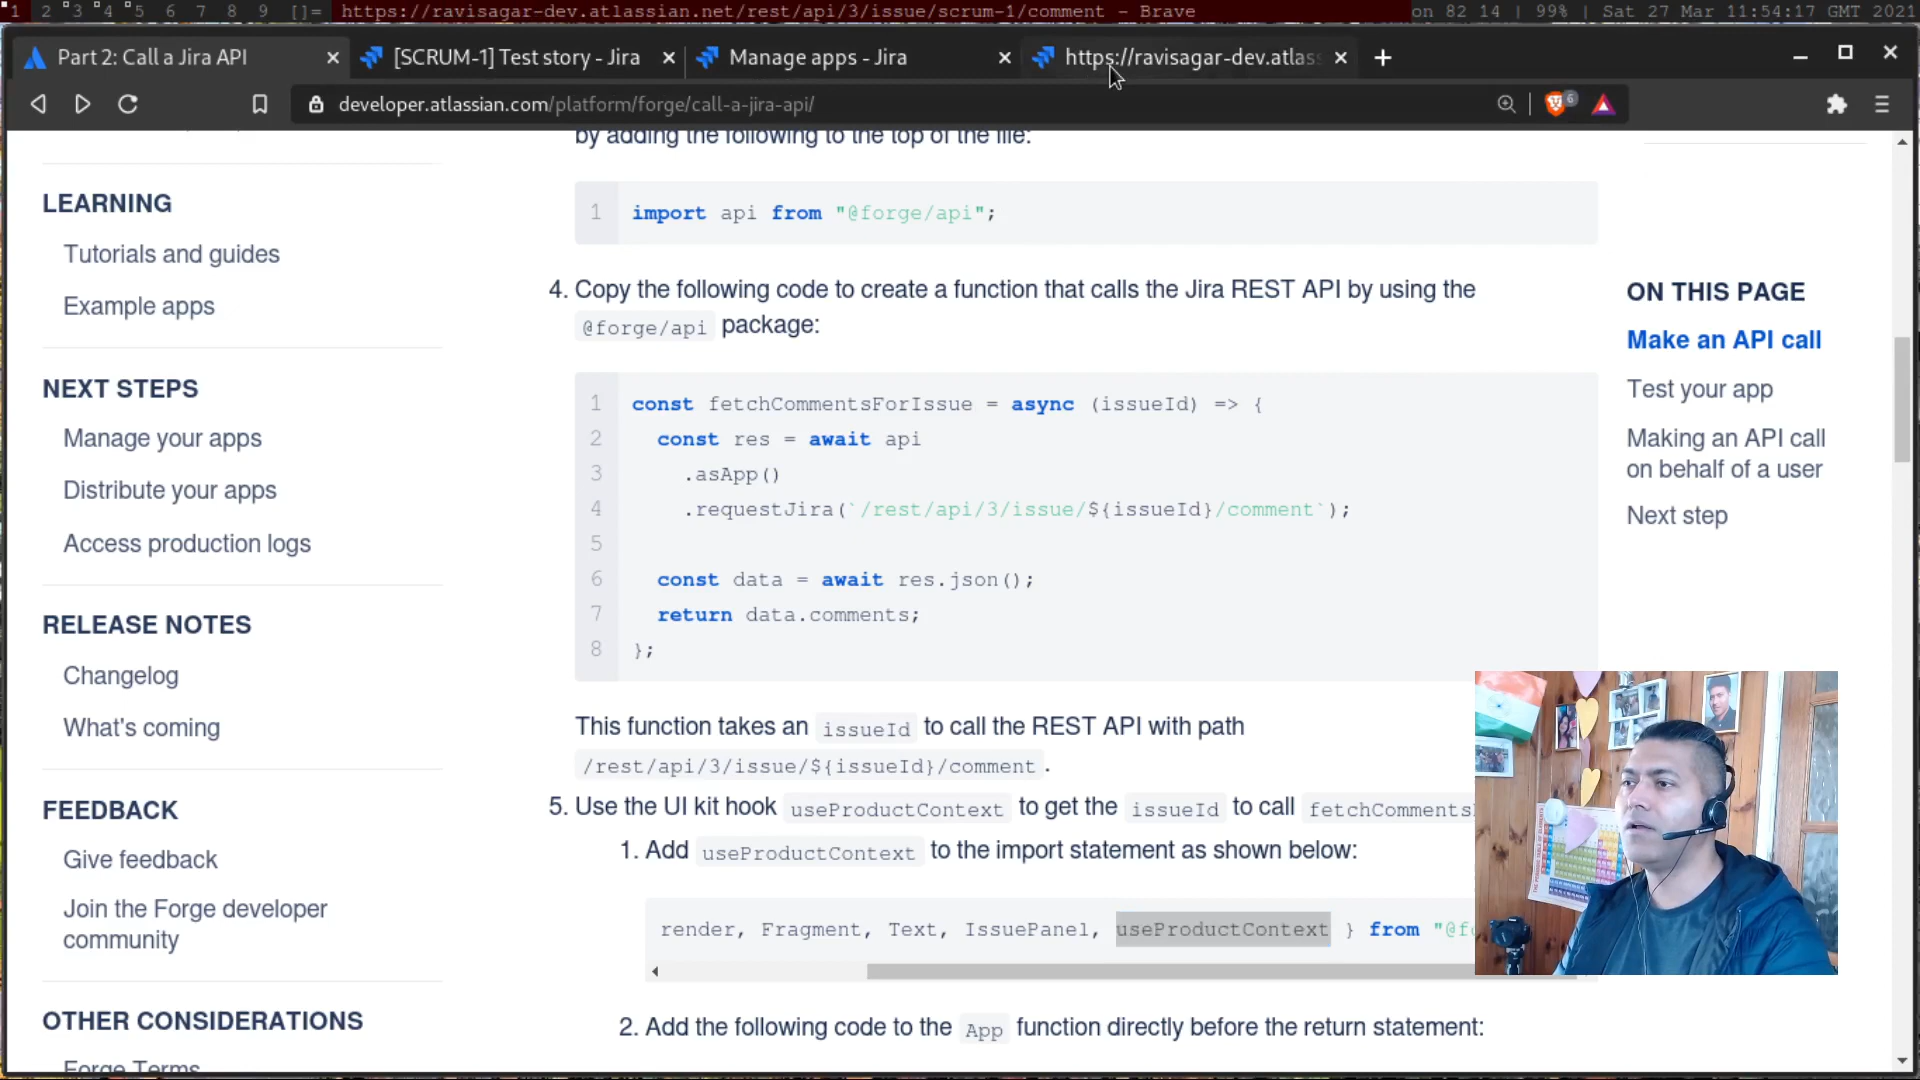 1 2 3 4 5 6 7 8 9 []= https://ravisagar-dev.atlassian.net/rest/api/3/issue/scrum-1/comment - Brave on 82 14 | 99% | Sat 27 Mar 11:54:17 GMT 2021
Part 2: Call a Jira API
[SCRUM-1] Test story - Jira
Manage apps - Jira
https://ravisagar-dev.atlass
developer.atlassian.com/platform/forge/call-a-jira-api/
6
by adding the following to the top of the file:
LEARNING
Tutorials and guides
Example apps
NEXT STEPS
Manage your apps
Distribute your apps
Access production logs
RELEASE NOTES
Changelog
What's coming
FEEDBACK
Give feedback
Join the Forge developer
community
OTHER CONSIDERATIONS
Forge Terms
1 import api from "@forge/api";
4. Copy the following code to create a function that calls the Jira REST API by using the
@forge/api package:
1 const fetchCommentsForIssue = async (issueId) => {
2 const res = await api
3 .asApp()
4 .requestJira(`/rest/api/3/issue/${issueId}/comment`);
5
6 const data = await res.json();
7 return data.comments;
8 };
This function takes an issueId to call the REST API with path
/rest/api/3/issue/${issueId}/comment.
5. Use the UI kit hook useProductContext to get the issueId to call fetchComments
1. Add useProductContext to the import statement as shown below:
render, Fragment, Text, IssuePanel, useProductContext } from "@f
2. Add the following code to the App function directly before the return statement:
ON THIS PAGE
Make an API call
Test your app
Making an API call
on behalf of a user
Next step